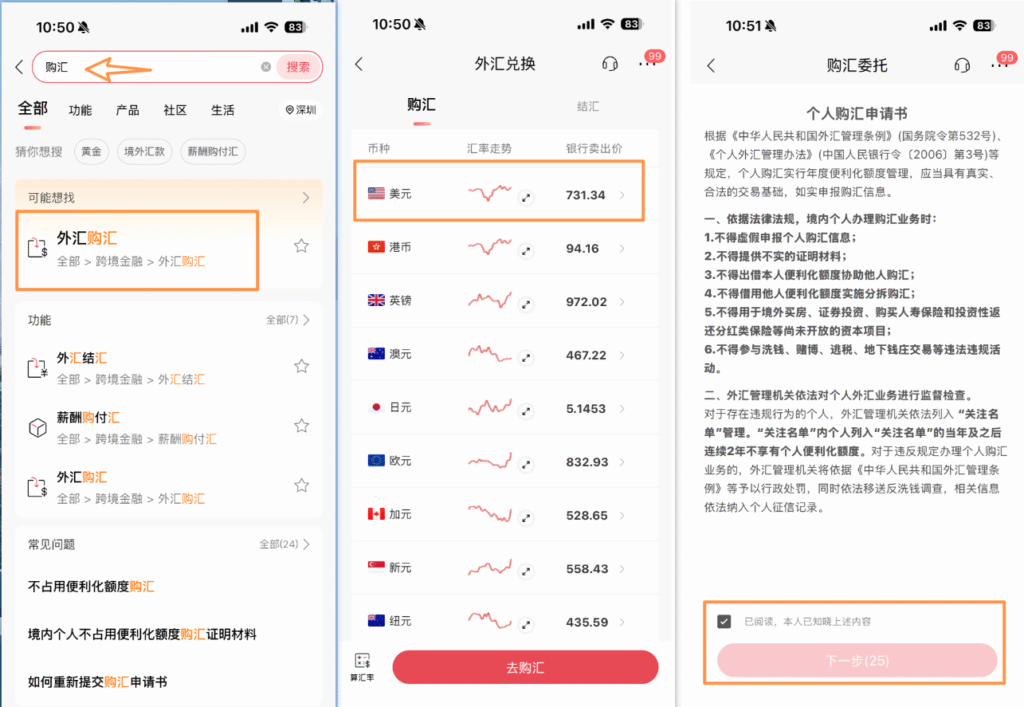 10:50
83
购汇
搜索
全部
功能
产品
社区
生活
深圳
猜你想搜
黄金
境外汇款
薪酬购付汇
可能想找
外汇购汇
全部 > 跨境金融 > 外汇购汇
功能
全部(7)
外汇结汇
全部 > 跨境金融 > 外汇结汇
薪酬购付汇
全部 > 跨境金融 > 薪酬购付汇
外汇购汇
全部 > 跨境金融 > 外汇购汇
常见问题
全部(24)
不占用便利化额度购汇
境内个人不占用便利化额度购汇证明材料
如何重新提交购汇申请书
10:50
83
外汇兑换
99
购汇
结汇
币种
汇率走势
银行卖出价
美元
731.34
港币
94.16
英镑
972.02
澳元
467.22
日元
5.1453
欧元
832.93
加元
528.65
新元
558.43
纽元
435.59
算汇率
去购汇
10:51
83
购汇委托
99
个人购汇申请书
根据《中华人民共和国外汇管理条例》(国务院令第532号)、
《个人外汇管理办法》(中国人民银行令〔2006〕第3号)等
规定，个人购汇实行年度便利化额度管理，应当具有真实、
合法的交易基础，如实申报购汇信息。
一、依据法律法规，境内个人办理购汇业务时：
1.不得虚假申报个人购汇信息；
2.不得提供不实的证明材料；
3.不得出借本人便利化额度协助他人购汇；
4.不得借用他人便利化额度实施分拆购汇；
5.不得用于境外买房、证券投资、购买人寿保险和投资性返
还分红类保险等尚未开放的资本项目；
6.不得参与洗钱、赌博、逃税、地下钱庄交易等违法违规活
动。
二、外汇管理机关依法对个人外汇业务进行监督检查。
对于存在违规行为的个人，外汇管理机关依法列入 “关注名
单”管理。“关注名单”内个人列入“关注名单”的当年及之后
连续2年不享有个人便利化额度。对于违反规定办理个人购汇
业务的，外汇管理机关将依据《中华人民共和国外汇管理条
例》等予以行政处罚，同时依法移送反洗钱调查，相关信息
依法纳入个人征信记录。
已阅读，本人已知晓上述内容
下一步(25)